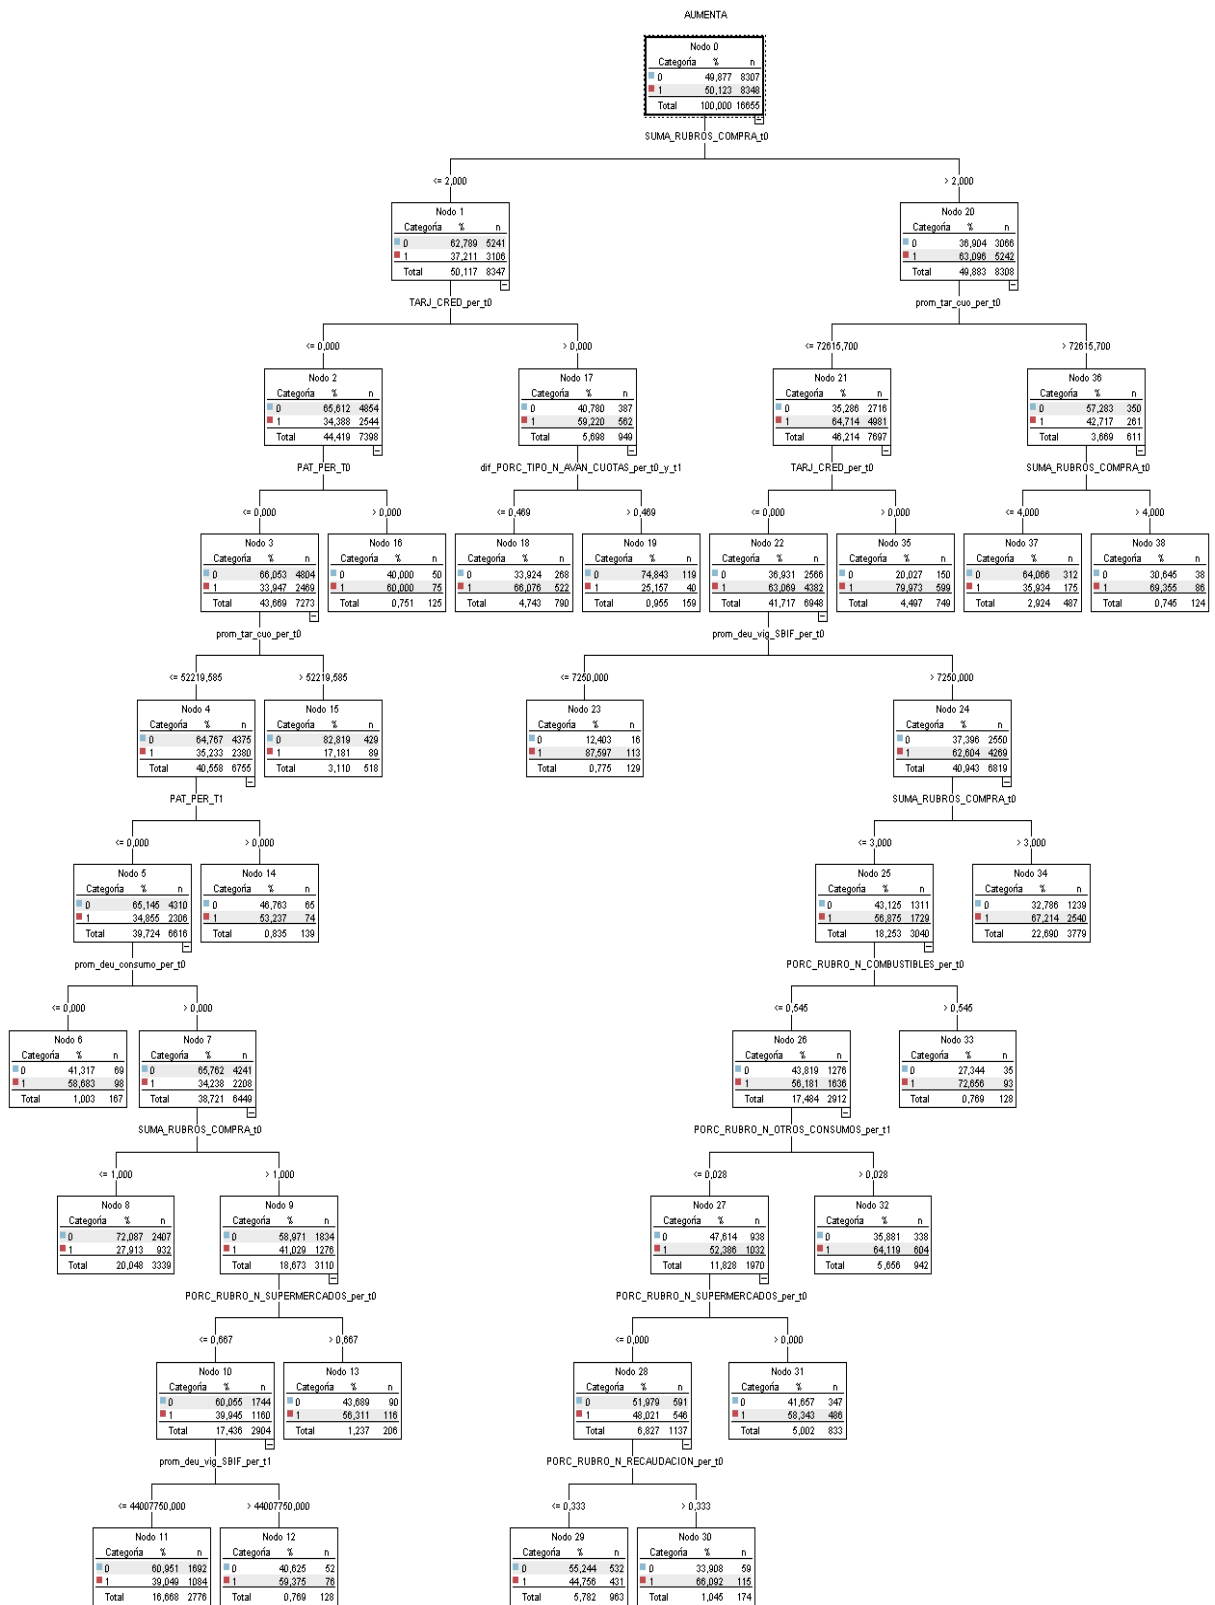 AUMENTA
Nodo 0
Categoría % n
0 49,877 8307
1 50,123 8348
Total 100,000 16655
SUMA_RUBROS_COMPRA_t0
<= 2,000
> 2,000
Nodo 1
Categoría % n
0 62,789 5241
1 37,211 3106
Total 50,117 8347
Nodo 20
Categoría % n
0 36,904 3066
1 63,096 5242
Total 49,883 8308
TARJ_CRED_per_t0
prom_tar_cuo_per_t0
<= 0,000
> 0,000
<= 72615,700
> 72615,700
Nodo 2
Categoría % n
0 65,612 4854
1 34,388 2544
Total 44,419 7398
Nodo 17
Categoría % n
0 40,780 387
1 59,220 562
Total 5,698 949
Nodo 21
Categoría % n
0 35,286 2716
1 64,714 4981
Total 46,214 7697
Nodo 36
Categoría % n
0 57,283 350
1 42,717 261
Total 3,669 611
PAT_PER_T0
dif_PORC_TIPO_N_AVAN_CUOTAS_per_t0_y_t1
TARJ_CRED_per_t0
SUMA_RUBROS_COMPRA_t0
<= 0,000
> 0,000
<= 0,469
> 0,469
<= 0,000
> 0,000
<= 4,000
> 4,000
Nodo 3
Categoría % n
0 66,053 4804
1 33,947 2469
Total 43,669 7273
Nodo 16
Categoría % n
0 40,000 50
1 60,000 75
Total 0,751 125
Nodo 18
Categoría % n
0 33,924 268
1 66,076 522
Total 4,743 790
Nodo 19
Categoría % n
0 74,843 119
1 25,157 40
Total 0,955 159
Nodo 22
Categoría % n
0 36,931 2566
1 63,069 4382
Total 41,717 6948
Nodo 35
Categoría % n
0 20,027 150
1 79,973 599
Total 4,497 749
Nodo 37
Categoría % n
0 64,066 312
1 35,934 175
Total 2,924 487
Nodo 38
Categoría % n
0 30,645 38
1 69,355 86
Total 0,745 124
prom_tar_cuo_per_t0
prom_deu_vig_SBIF_per_t0
<= 52219,585
> 52219,585
<= 7250,000
> 7250,000
Nodo 4
Categoría % n
0 64,767 4375
1 35,233 2380
Total 40,558 6755
Nodo 15
Categoría % n
0 82,819 429
1 17,181 89
Total 3,110 518
Nodo 23
Categoría % n
0 12,403 16
1 87,597 113
Total 0,775 129
Nodo 24
Categoría % n
0 37,396 2550
1 62,604 4269
Total 40,943 6819
PAT_PER_T1
SUMA_RUBROS_COMPRA_t0
<= 0,000
> 0,000
<= 3,000
> 3,000
Nodo 5
Categoría % n
0 65,145 4310
1 34,855 2306
Total 39,724 6616
Nodo 14
Categoría % n
0 46,763 65
1 53,237 74
Total 0,835 139
Nodo 25
Categoría % n
0 43,125 1311
1 56,875 1729
Total 18,253 3040
Nodo 34
Categoría % n
0 32,786 1239
1 67,214 2540
Total 22,690 3779
prom_deu_consumo_per_t0
PORC_RUBRO_N_COMBUSTIBLES_per_t0
<= 0,000
> 0,000
<= 0,545
> 0,545
Nodo 6
Categoría % n
0 41,317 69
1 58,683 98
Total 1,003 167
Nodo 7
Categoría % n
0 65,762 4241
1 34,238 2208
Total 38,721 6449
Nodo 26
Categoría % n
0 43,819 1276
1 56,181 1636
Total 17,484 2912
Nodo 33
Categoría % n
0 27,344 35
1 72,656 93
Total 0,769 128
SUMA_RUBROS_COMPRA_t0
PORC_RUBRO_N_OTROS_CONSUMOS_per_t1
<= 1,000
> 1,000
<= 0,028
> 0,028
Nodo 8
Categoría % n
0 72,087 2407
1 27,913 932
Total 20,048 3339
Nodo 9
Categoría % n
0 58,971 1834
1 41,029 1276
Total 18,673 3110
Nodo 27
Categoría % n
0 47,614 938
1 52,386 1032
Total 11,828 1970
Nodo 32
Categoría % n
0 35,881 338
1 64,119 604
Total 5,656 942
PORC_RUBRO_N_SUPERMERCADOS_per_t0
PORC_RUBRO_N_SUPERMERCADOS_per_t0
<= 0,667
> 0,667
<= 0,000
> 0,000
Nodo 10
Categoría % n
0 60,055 1744
1 39,945 1160
Total 17,436 2904
Nodo 13
Categoría % n
0 43,689 90
1 56,311 116
Total 1,237 206
Nodo 28
Categoría % n
0 51,979 591
1 48,021 546
Total 6,827 1137
Nodo 31
Categoría % n
0 41,657 347
1 58,343 486
Total 5,002 833
prom_deu_vig_SBIF_per_t1
PORC_RUBRO_N_RECAUDACION_per_t0
<= 44007750,000
> 44007750,000
<= 0,333
> 0,333
Nodo 11
Categoría % n
0 60,951 1692
1 39,049 1084
Total 16,668 2776
Nodo 12
Categoría % n
0 40,625 52
1 59,375 76
Total 0,769 128
Nodo 29
Categoría % n
0 55,244 532
1 44,756 431
Total 5,782 963
Nodo 30
Categoría % n
0 33,908 59
1 66,092 115
Total 1,045 174